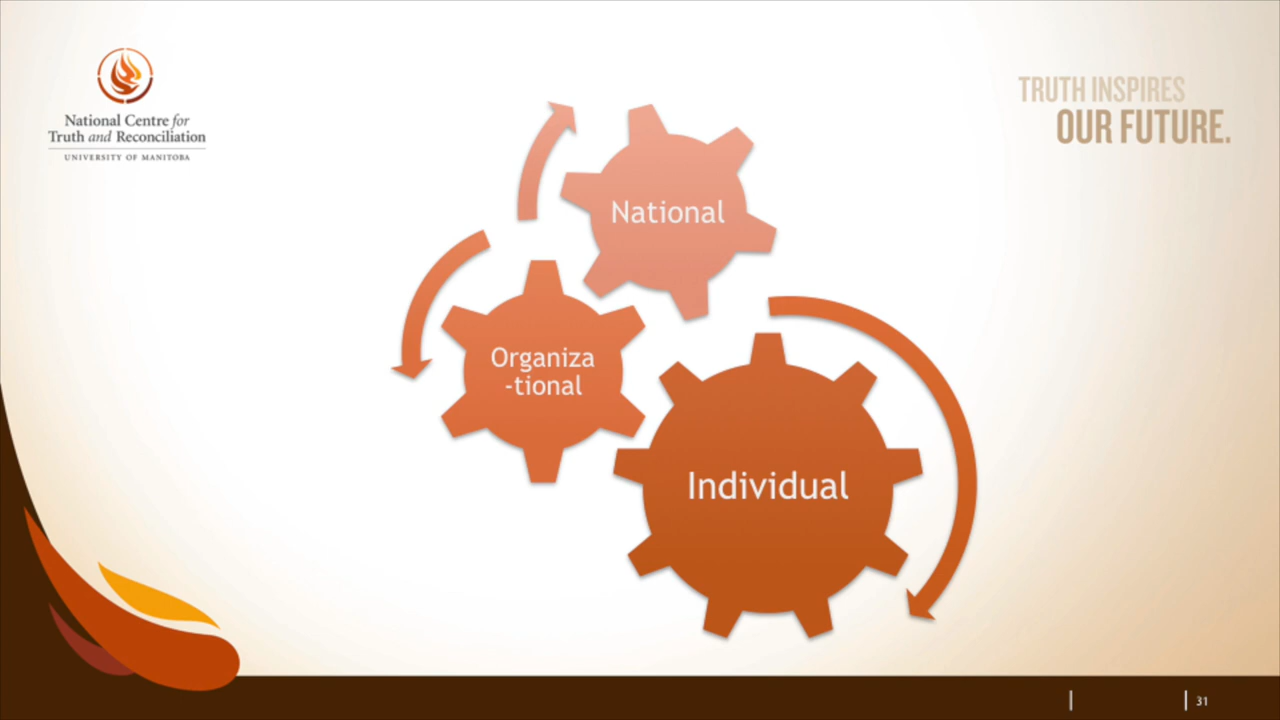 National Centre for
Truth and Reconciliation
UNIVERSITY OF MANITOBA
TRUTH INSPIRES
OUR FUTURE.
National
Organiza
-tional
Individual
31